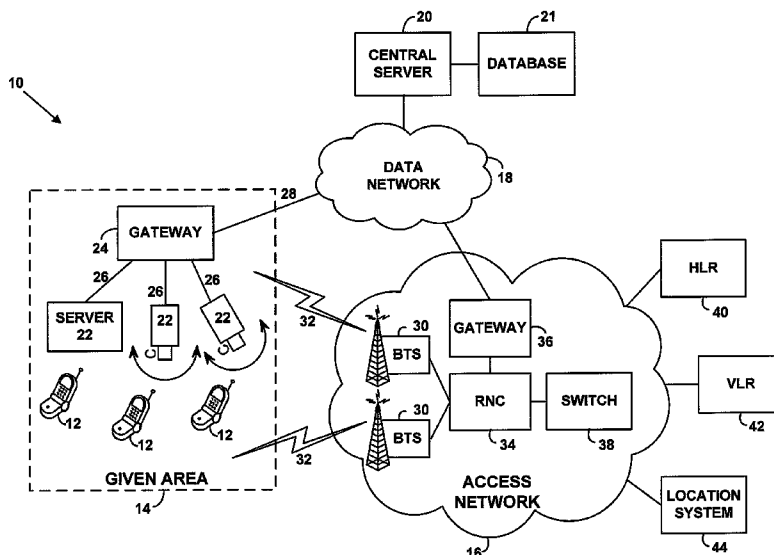 20
21
CENTRAL
SERVER
DATABASE
10
DATA
NETWORK
18
28
24
GATEWAY
26
26
26
SERVER
22
22
22
12
12
12
GIVEN AREA
14
32
32
30
BTS
30
BTS
GATEWAY
36
RNC
34
SWITCH
38
ACCESS
NETWORK
16
HLR
40
VLR
42
LOCATION
SYSTEM
44